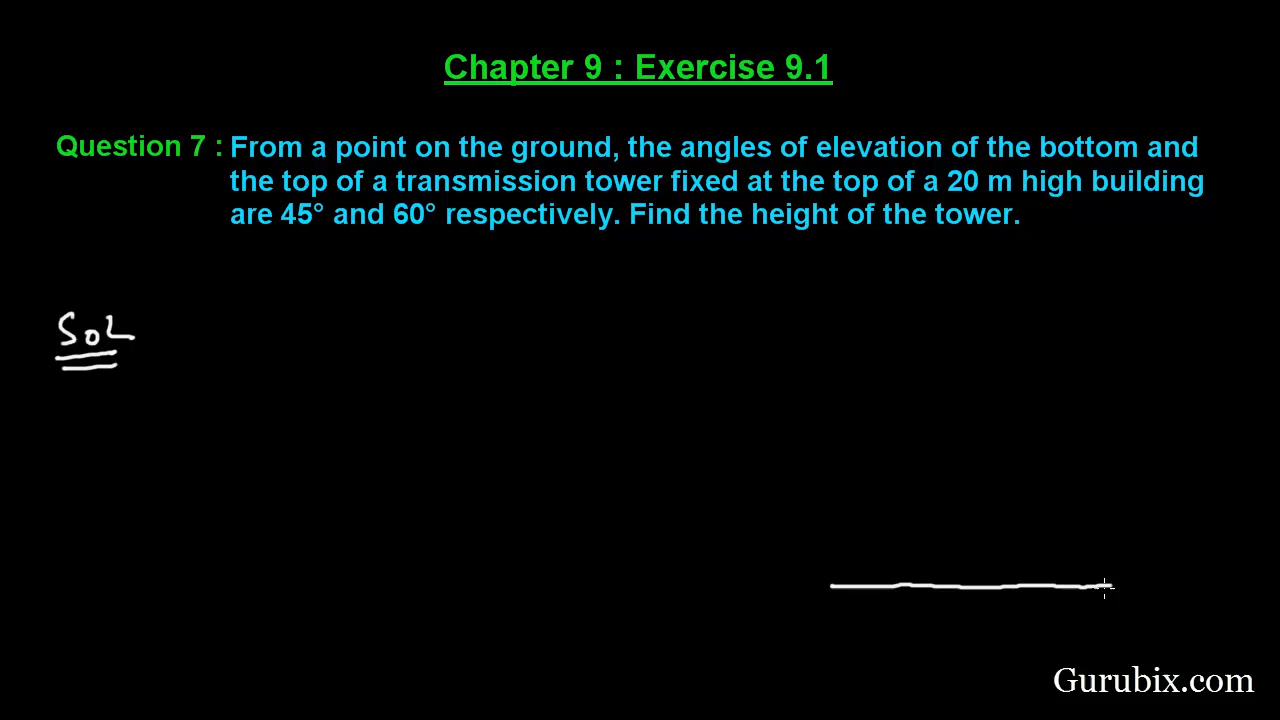 Chapter 9 : Exercise 9.1
Question 7 : From a point on the ground, the angles of elevation of the bottom and
the top of a transmission tower fixed at the top of a 20 m high building
are 45° and 60° respectively. Find the height of the tower.
SoL
Gurubix.com